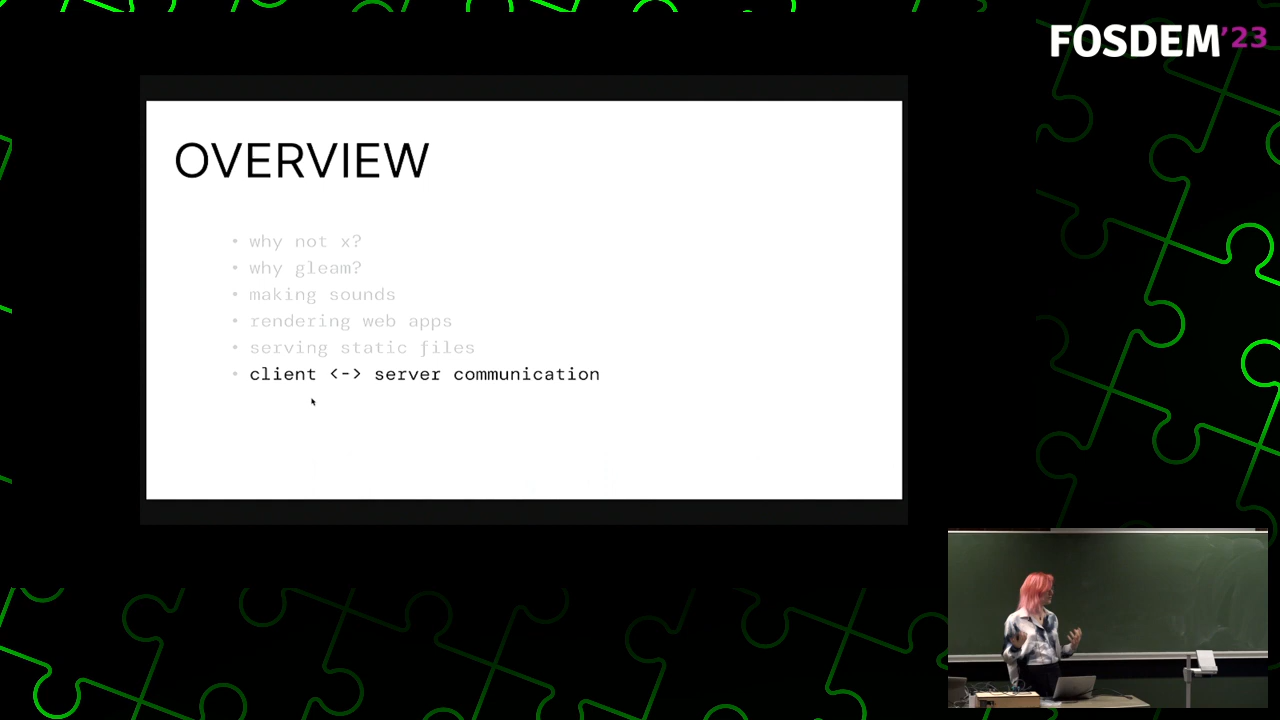 FOSDEM'23
OVERVIEW
• why not x?
• why gleam?
• making sounds
• rendering web apps
• serving static files
• client <-> server communication